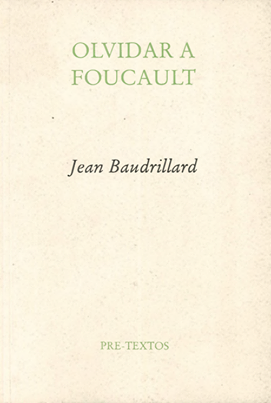 OLVIDAR A
FOUCAULT
Jean Baudrillard
PRE-TEXTOS